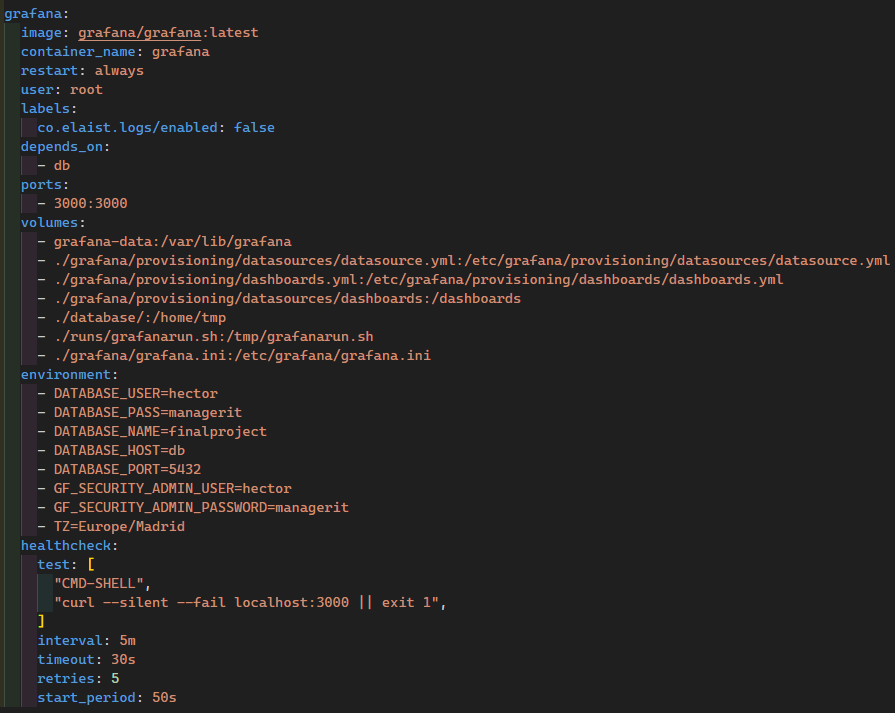 grafana:
  image: grafana/grafana:latest
  container_name: grafana
  restart: always
  user: root
  labels:
    co.elaist.logs/enabled: false
  depends_on:
    - db
  ports:
    - 3000:3000
  volumes:
    - grafana-data:/var/lib/grafana
    - ./grafana/provisioning/datasources/datasource.yml:/etc/grafana/provisioning/datasources/datasource.yml
    - ./grafana/provisioning/dashboards.yml:/etc/grafana/provisioning/dashboards/dashboards.yml
    - ./grafana/provisioning/datasources/dashboards:/dashboards
    - ./database/:/home/tmp
    - ./runs/grafanarun.sh:/tmp/grafanarun.sh
    - ./grafana/grafana.ini:/etc/grafana/grafana.ini
  environment:
    - DATABASE_USER=hector
    - DATABASE_PASS=managerit
    - DATABASE_NAME=finalproject
    - DATABASE_HOST=db
    - DATABASE_PORT=5432
    - GF_SECURITY_ADMIN_USER=hector
    - GF_SECURITY_ADMIN_PASSWORD=managerit
    - TZ=Europe/Madrid
  healthcheck:
    test: [
      "CMD-SHELL",
      "curl --silent --fail localhost:3000 || exit 1",
    ]
    interval: 5m
    timeout: 30s
    retries: 5
    start_period: 50s